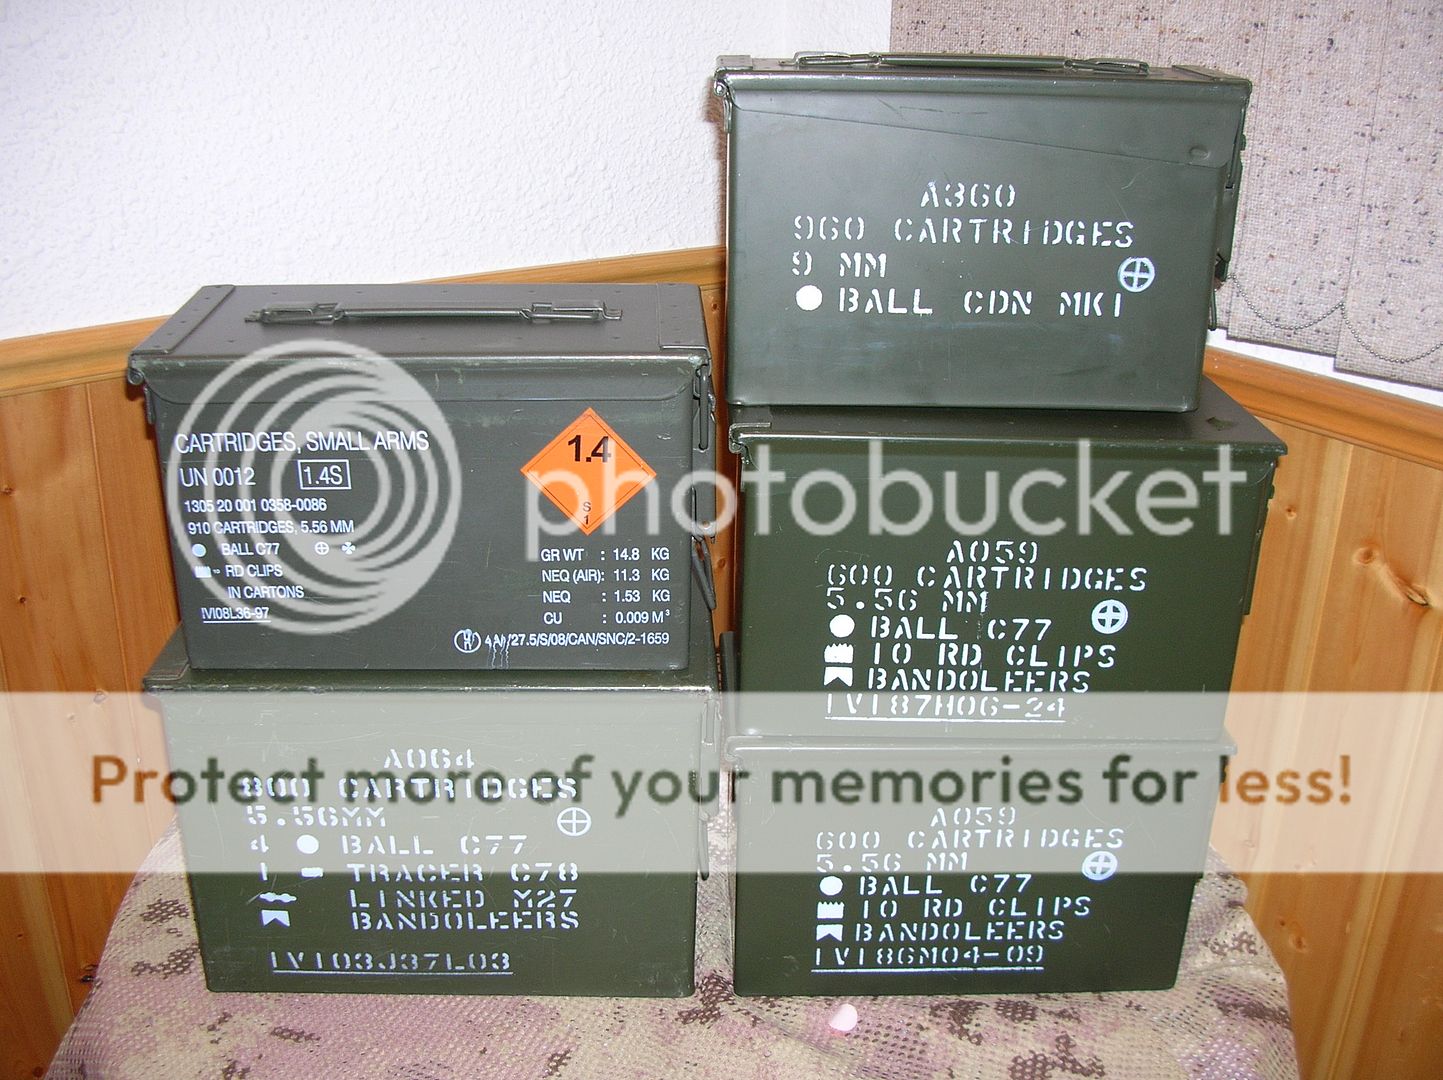 A360
960 CARTRIDGES
9 MM
BALL CDN MK1
CARTRIDGES, SMALL ARMS
UN 0012 1.4S
1305 20 001 0358-0086
910 CARTRIDGES, 5.56 MM
BALL C77
RD CLIPS
IN CARTONS
IVI08L36-97
1.4
S
1
GR WT : 14.8 KG
NEQ (AIR): 11.3 KG
NEQ : 1.53 KG
CU : 0.009 M³
/27.5/S/08/CAN/SNC/2-1659
photobucket
A059
600 CARTRIDGES
5.56 MM
BALL C77
10 RD CLIPS
BANDOLEERS
IVI87H06-24
Protect more of your memories for less!
A064
800 CARTRIDGES
5.56MM
4 BALL C77
1 TRACER C78
LINKED M27
BANDOLEERS
IVI03J37L03
A059
600 CARTRIDGES
5.56 MM
BALL C77
10 RD CLIPS
BANDOLEERS
IVI86M04-09